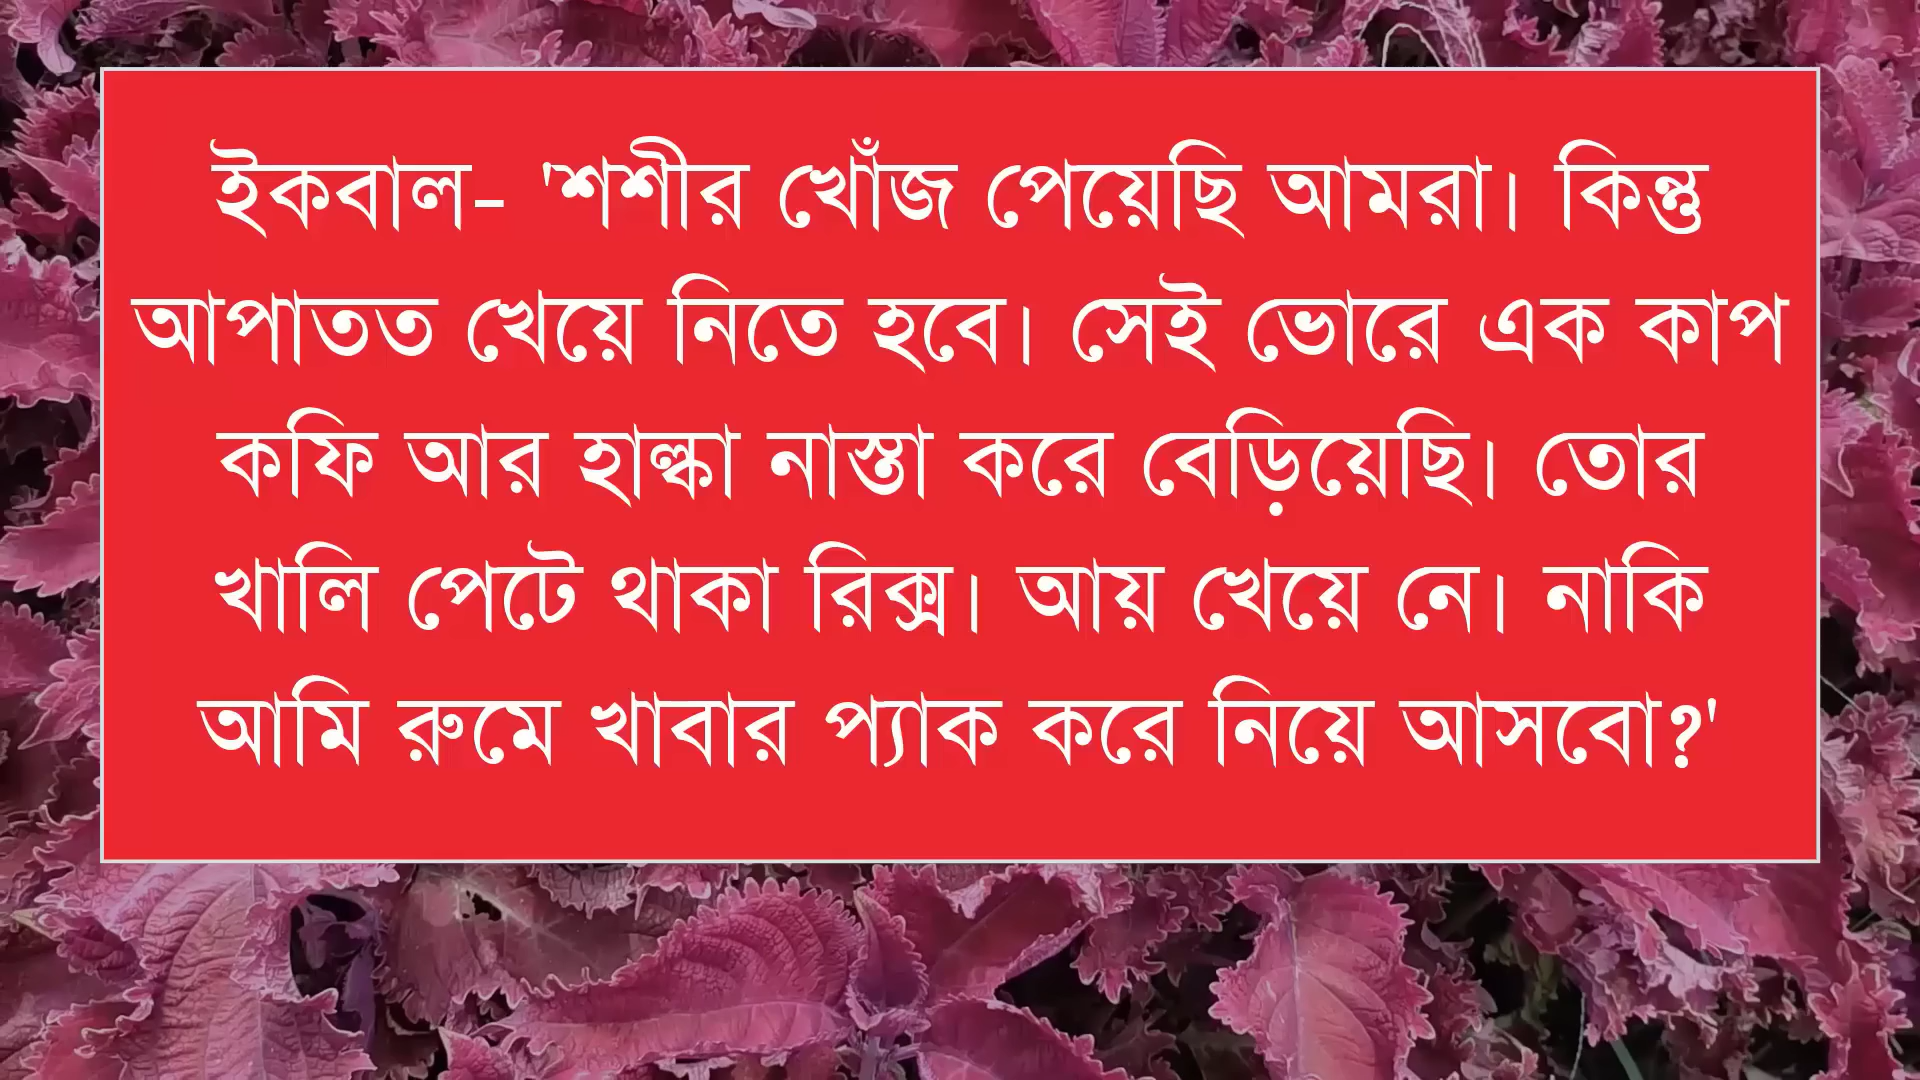 ইকবাল- 'শশীর খোঁজ পেয়েছি আমরা। কিন্তু
আপাতত খেয়ে নিতে হবে। সেই ভোরে এক কাপ
কফি আর হাল্কা নাস্তা করে বেড়িয়েছি। তোর
খালি পেটে থাকা রিক্স। আয় খেয়ে নে। নাকি
আমি রুমে খাবার প্যাক করে নিয়ে আসবো?'